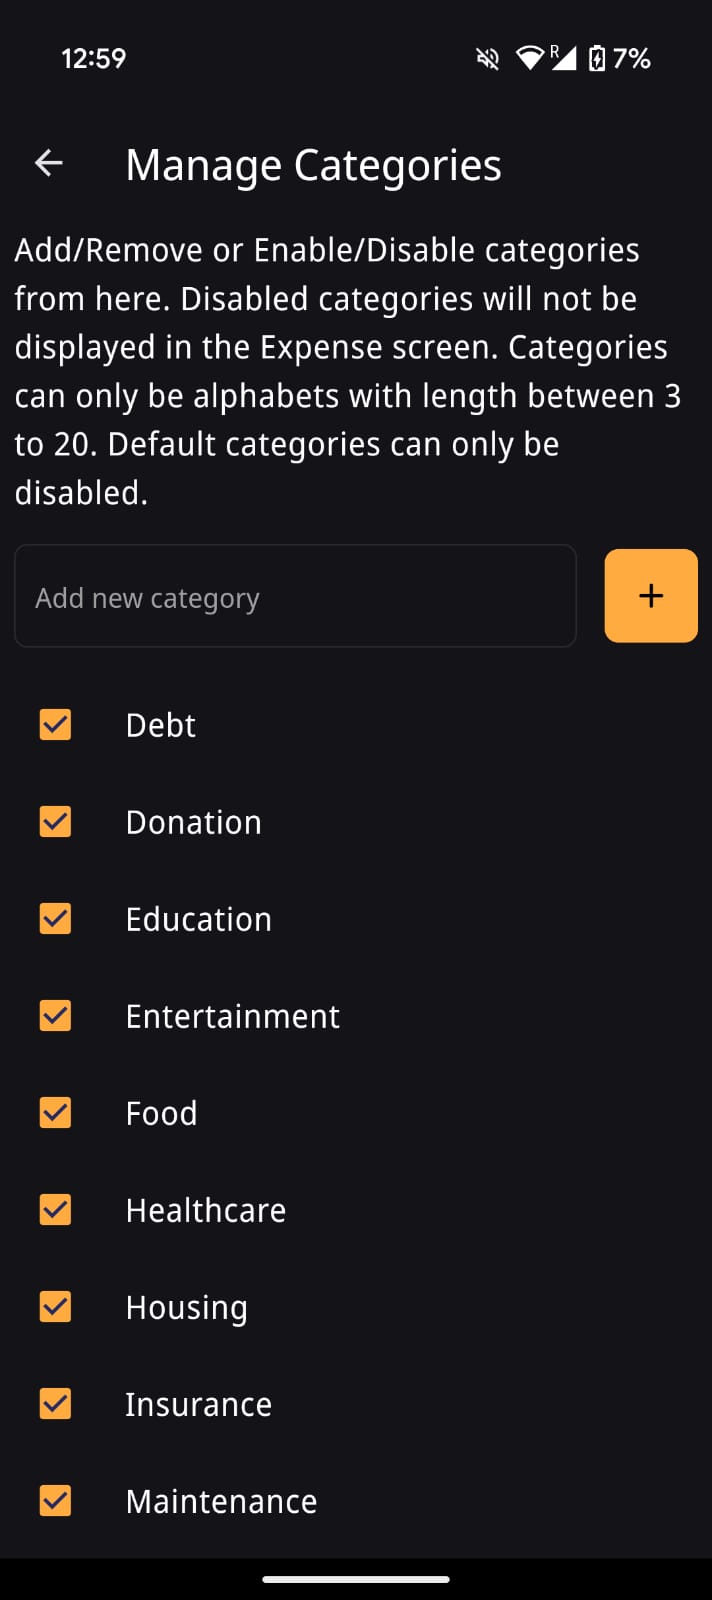 12:59 R 7%
Manage Categories
Add/Remove or Enable/Disable categories
from here. Disabled categories will not be
displayed in the Expense screen. Categories
can only be alphabets with length between 3
to 20. Default categories can only be
disabled.
Add new category +
Debt
Donation
Education
Entertainment
Food
Healthcare
Housing
Insurance
Maintenance